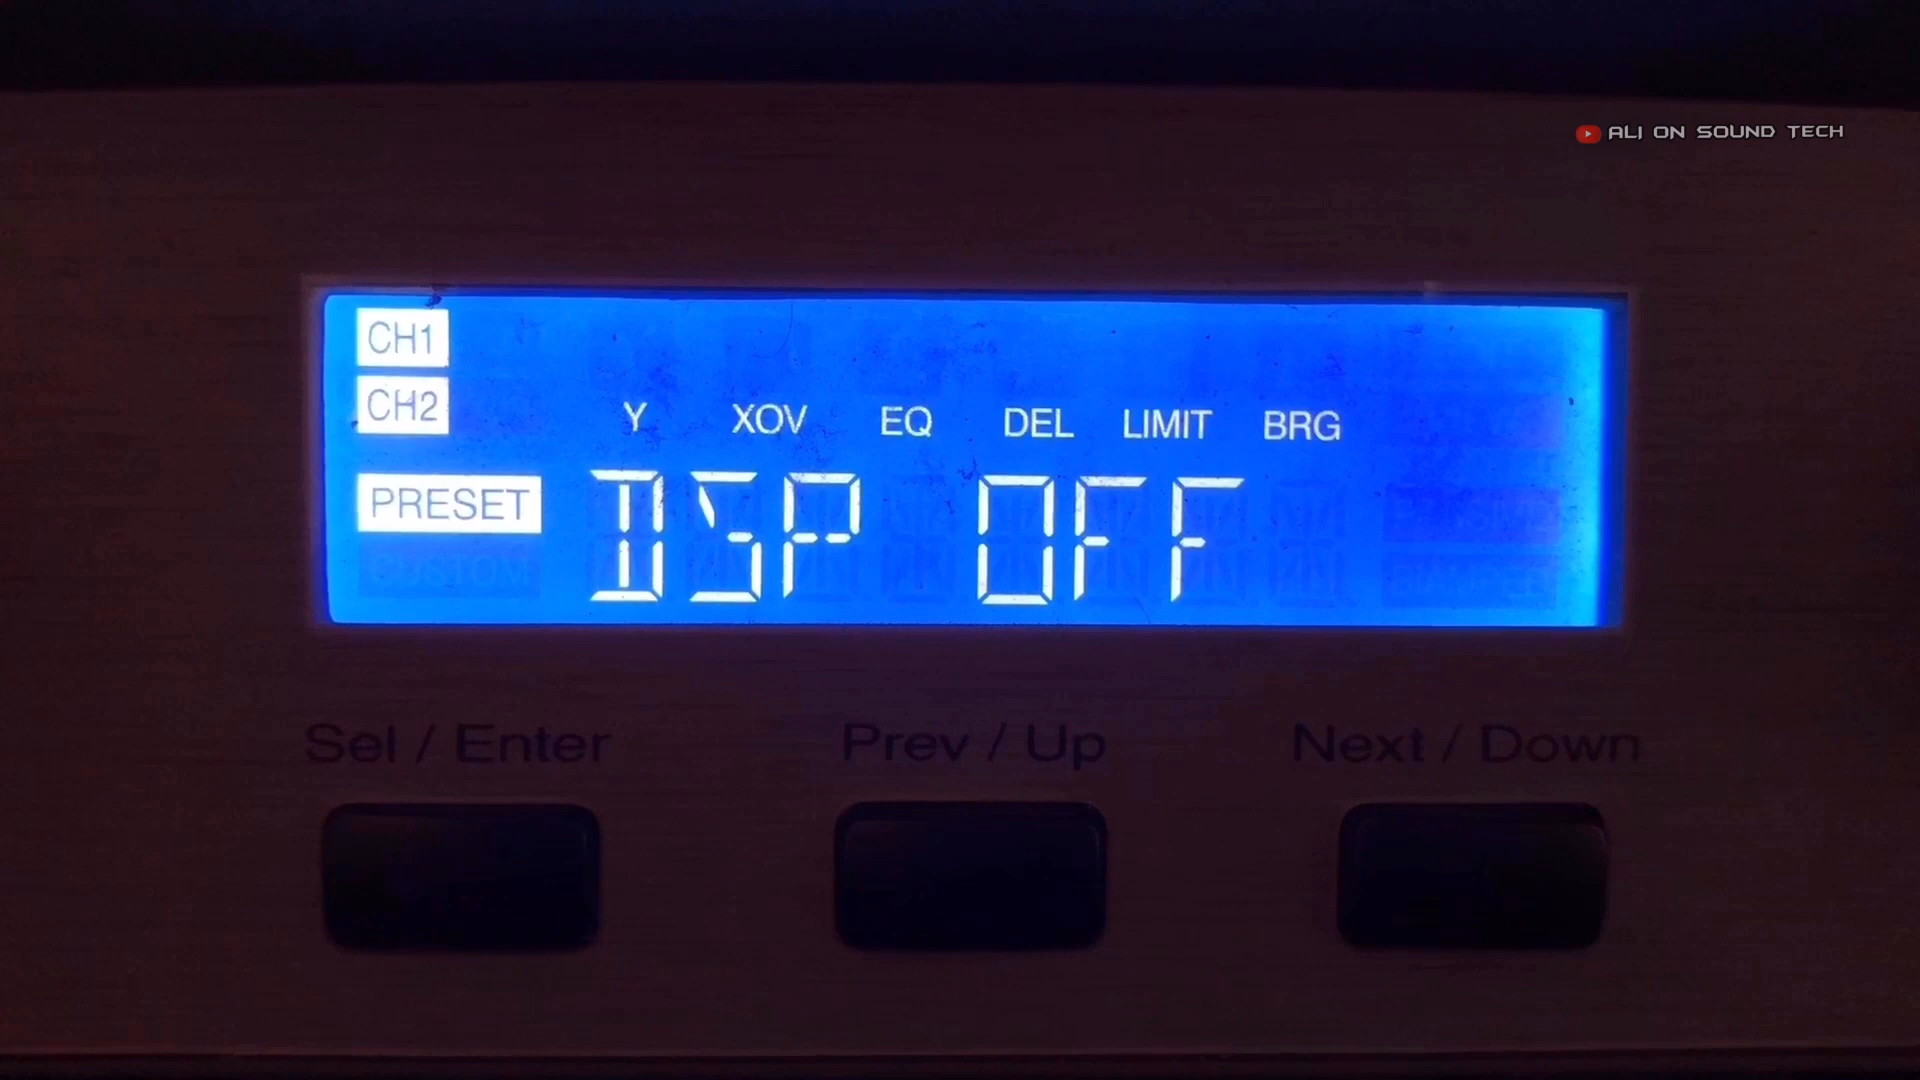 ALI ON SOUND TECH
CH1
CH2
Y XOV EQ DEL LIMIT BRG
PRESET DSP OFF
CUSTOM
Sel / Enter Prev / Up Next / Down